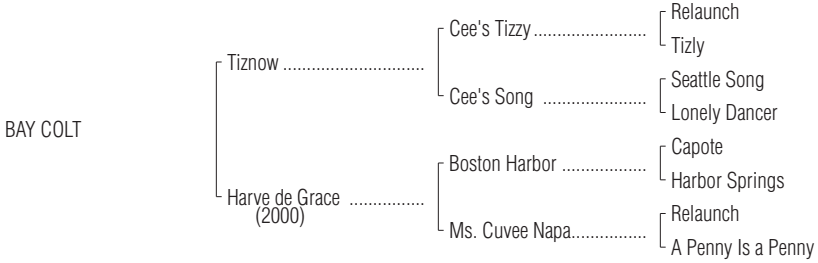 Relaunch
Cee's Tizzy.......................
Tizly
Tiznow .............................
Seattle Song
Cee's Song .....................
Lonely Dancer
BAY COLT
Capote
Boston Harbor .................
Harbor Springs
Harve de Grace ................
(2000)
Relaunch
Ms. Cuvee Napa................
A Penny Is a Penny